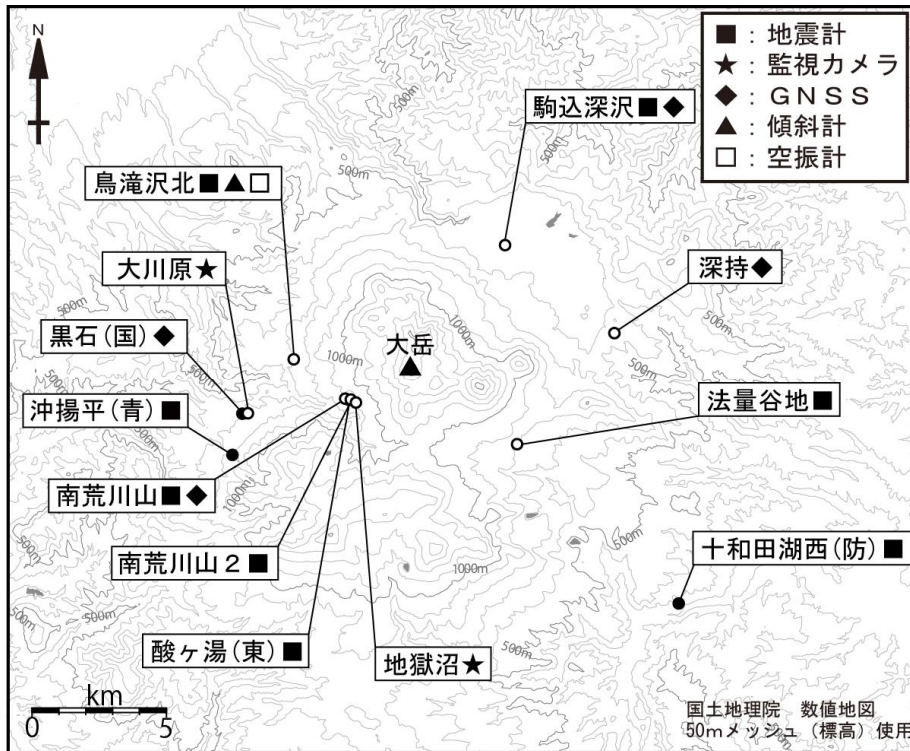 N
■：地震計
★：監視カメラ
◆：ＧＮＳＳ
▲：傾斜計
□：空振計
駒込深沢■◆
鳥滝沢北■▲□
大川原★
深持◆
黒石(国)◆
大岳
沖揚平(青)■
法量谷地■
南荒川山■◆
南荒川山２■
十和田湖西(防)■
酸ヶ湯(東)■
地獄沼★
500m
500m
500m
500m
1000m
1000m
500m
500m
500m
1000m
500m
1000m
500m
500m
km
0 5
国土地理院　数値地図
50mメッシュ（標高）使用